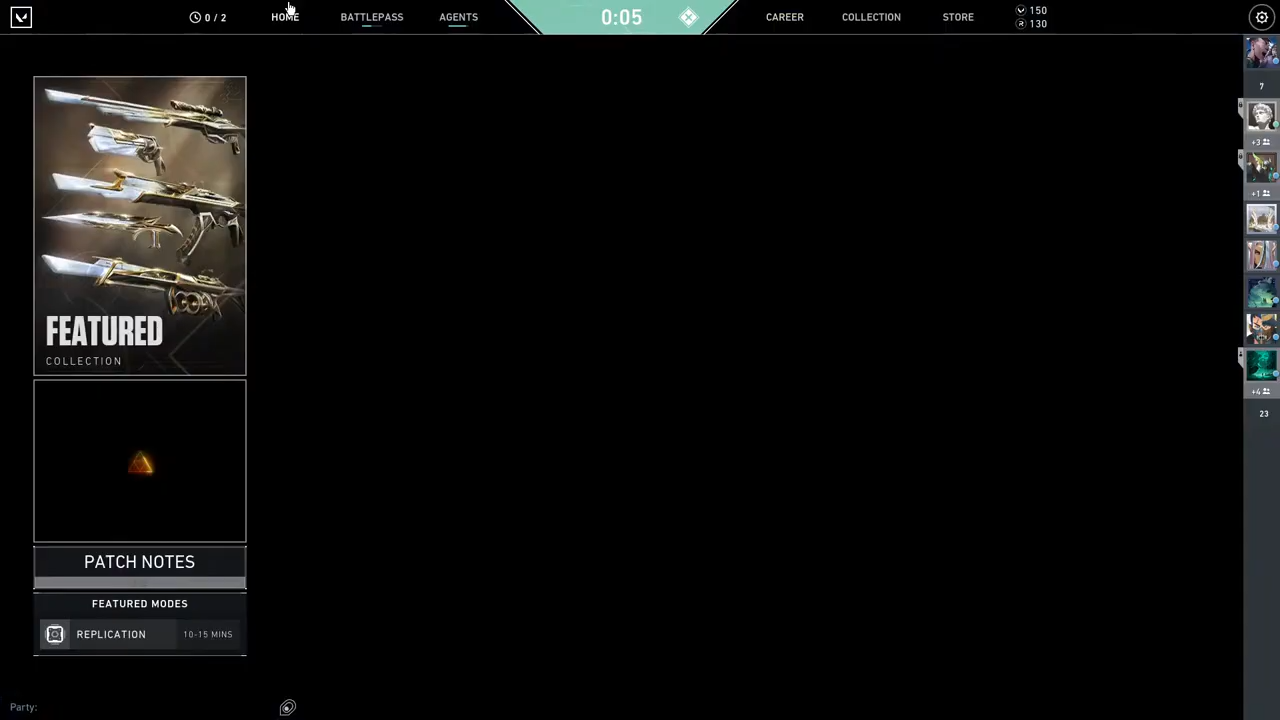 0 / 2
HOME
BATTLEPASS
AGENTS
0:05
CAREER
COLLECTION
STORE
150
130
7
+3
+1
+4
23
FEATURED
COLLECTION
PATCH NOTES
FEATURED MODES
REPLICATION 10-15 MINS
Party: